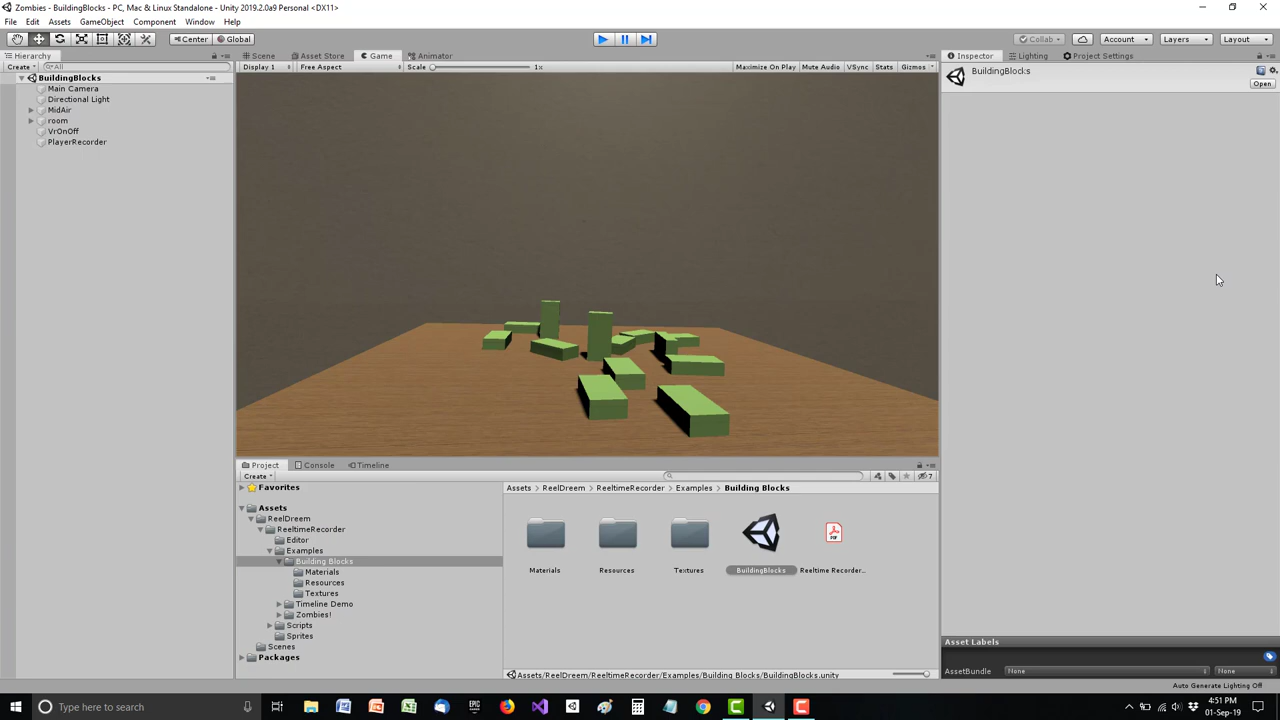 Zombies - BuildingBlocks - PC, Mac & Linux Standalone - Unity 2019.2.0a9 Personal <DX11>
File Edit Assets GameObject Component Window Help
Center Global Collab Account Layers Layout
Hierarchy
Create All
BuildingBlocks
Main Camera
Directional Light
MidAir
room
VrOnOff
PlayerRecorder
Scene Asset Store Game Animator
Display 1 Free Aspect Scale 1x Maximize On Play Mute Audio VSync Stats Gizmos
Inspector Lighting Project Settings
BuildingBlocks
Open
Project Console Timeline
Create
7
Favorites
Assets
ReelDreem
ReeltimeRecorder
Editor
Examples
Building Blocks
Materials
Resources
Textures
Timeline Demo
Zombies!
Scripts
Sprites
Scenes
Packages
Assets ReelDreem ReeltimeRecorder Examples Building Blocks
PDF
Materials Resources Textures BuildingBlocks Reeltime Recorder...
Assets/ReelDreem/ReeltimeRecorder/Examples/Building Blocks/BuildingBlocks.unity
Asset Labels
AssetBundle None None
Auto Generate Lighting Off
Type here to search
EPIC
4:51 PM
01-Sep-19